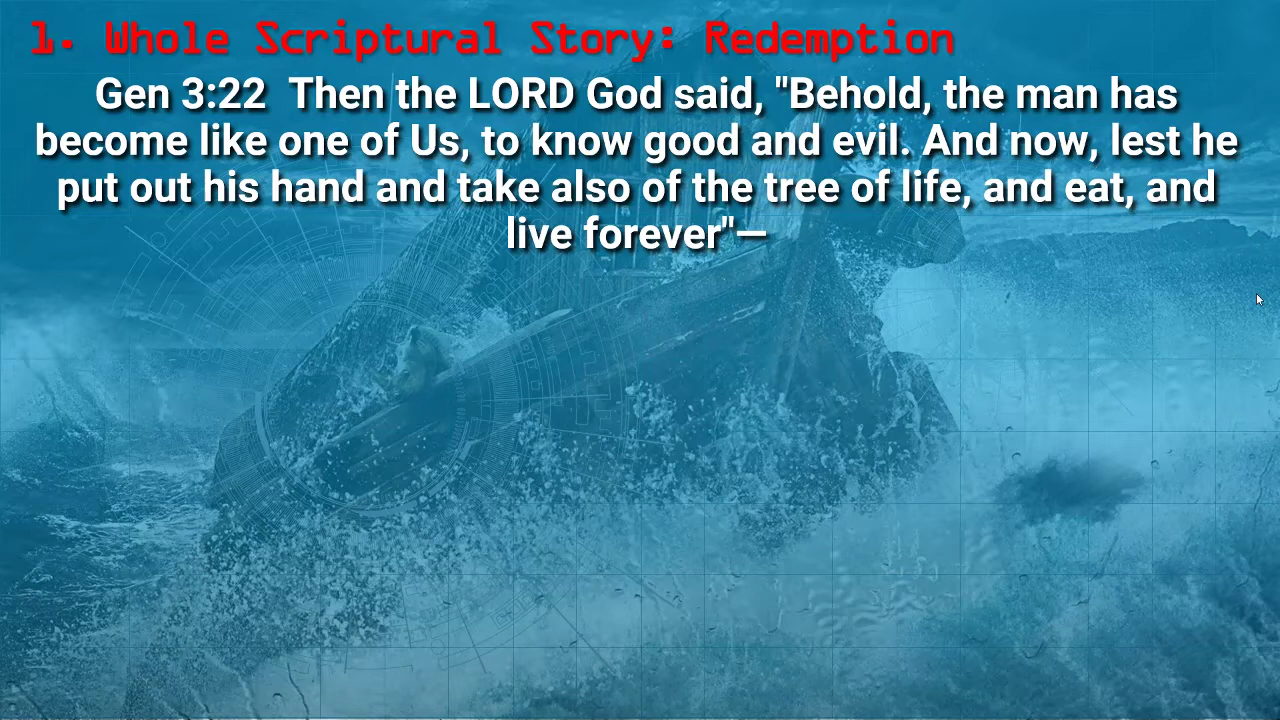 1. Whole Scriptural Story: Redemption
Gen 3:22  Then the LORD God said, "Behold, the man has
become like one of Us, to know good and evil. And now, lest he
put out his hand and take also of the tree of life, and eat, and
live forever"—